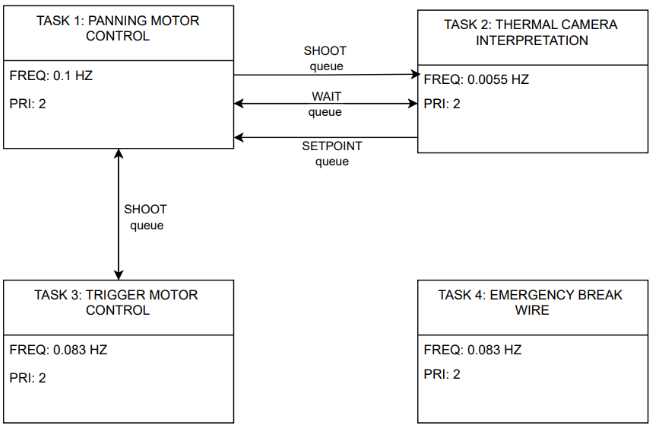 TASK 1: PANNING MOTOR
CONTROL
FREQ: 0.1 HZ
PRI: 2
SHOOT
queue
WAIT
queue
SETPOINT
queue
TASK 2: THERMAL CAMERA
INTERPRETATION
FREQ: 0.0055 HZ
PRI: 2
SHOOT
queue
TASK 3: TRIGGER MOTOR
CONTROL
FREQ: 0.083 HZ
PRI: 2
TASK 4: EMERGENCY BREAK
WIRE
FREQ: 0.083 HZ
PRI: 2